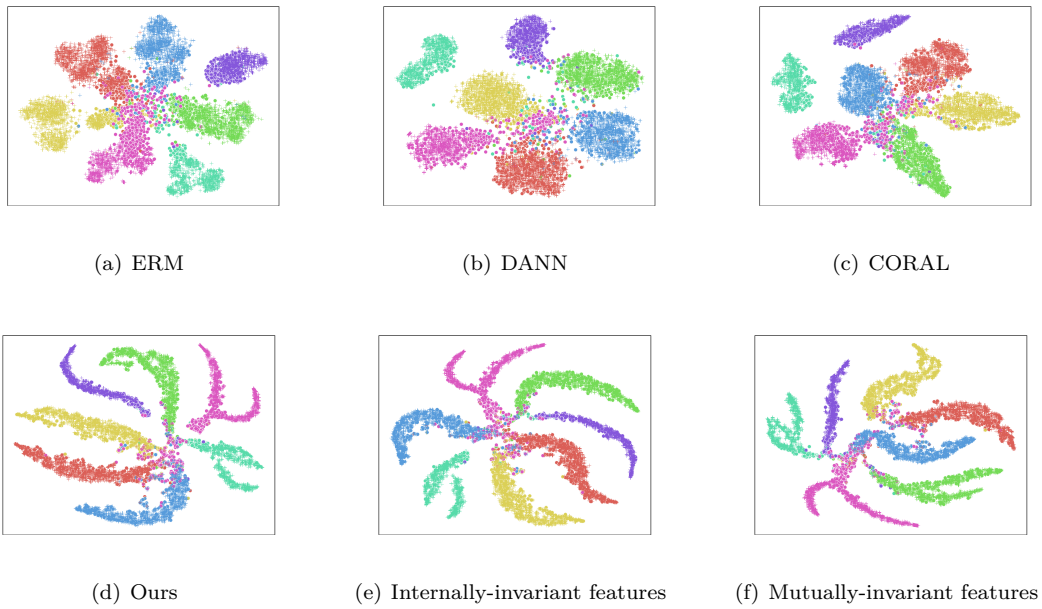 (a) ERM
(b) DANN
(c) CORAL
(d) Ours
(e) Internally-invariant features
(f) Mutually-invariant features